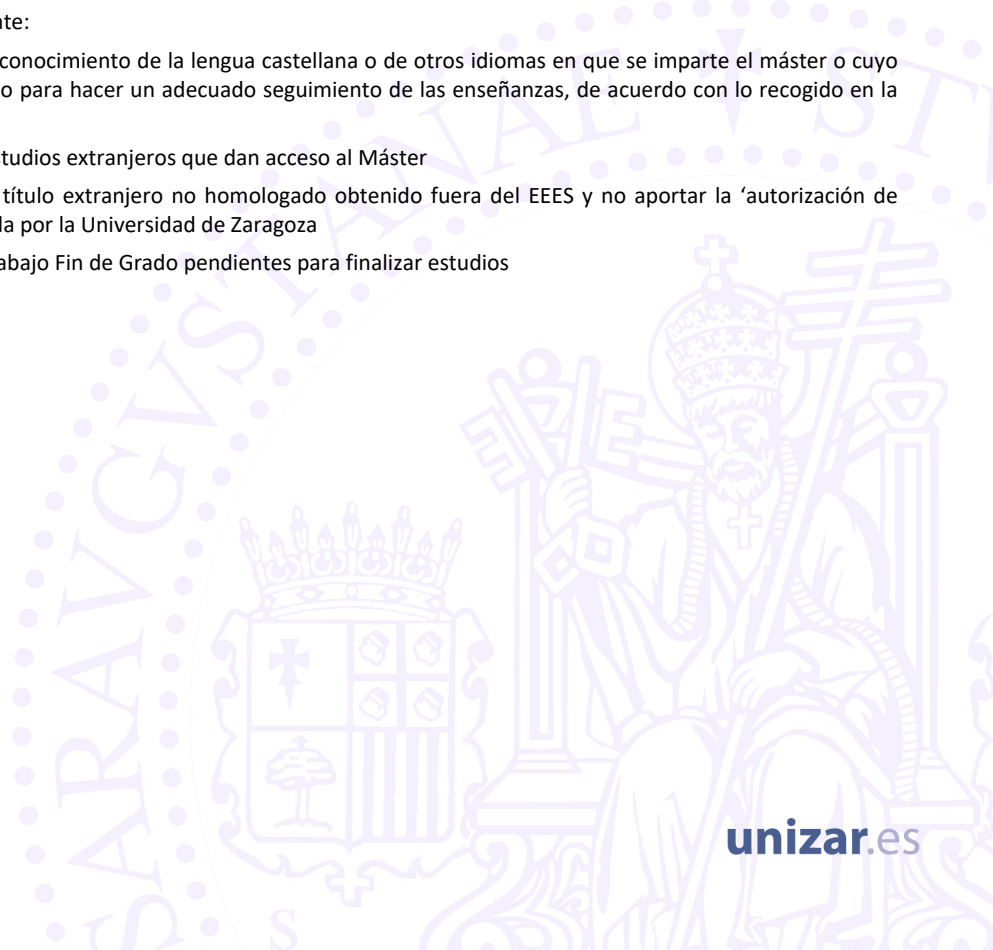 nte:
conocimiento de la lengua castellana o de otros idiomas en que se imparte el máster o cuyo
o para hacer un adecuado seguimiento de las enseñanzas, de acuerdo con lo recogido en la
studios extranjeros que dan acceso al Máster
título extranjero no homologado obtenido fuera del EEES y no aportar la ‘autorización de
da por la Universidad de Zaragoza
abajo Fin de Grado pendientes para finalizar estudios
SARAVGVSTANAE
ST
S
unizar.es